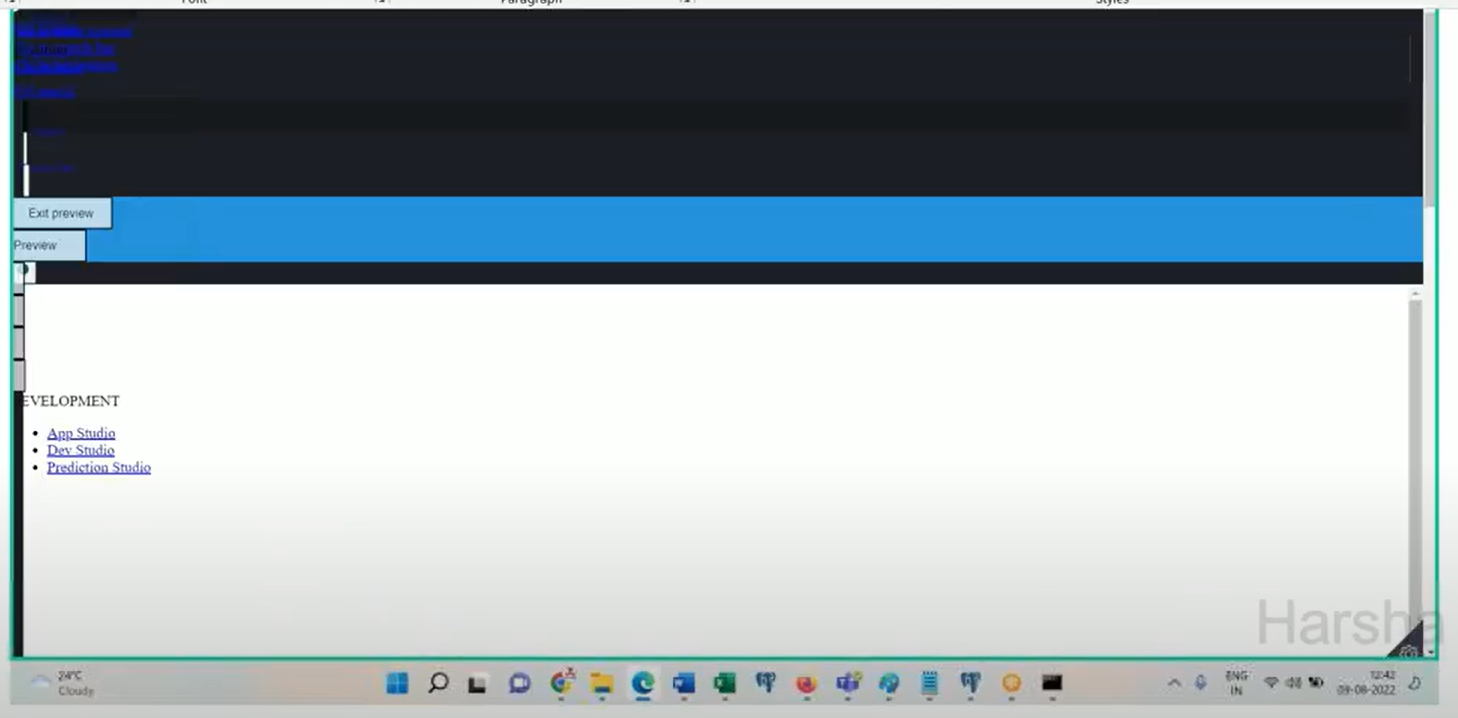 Font Paragraph Styles
Exit preview
Preview
EVELOPMENT
App Studio
Dev Studio
Prediction Studio
Harsha
24°C
Cloudy
ENG
IN
12:42
09-08-2022